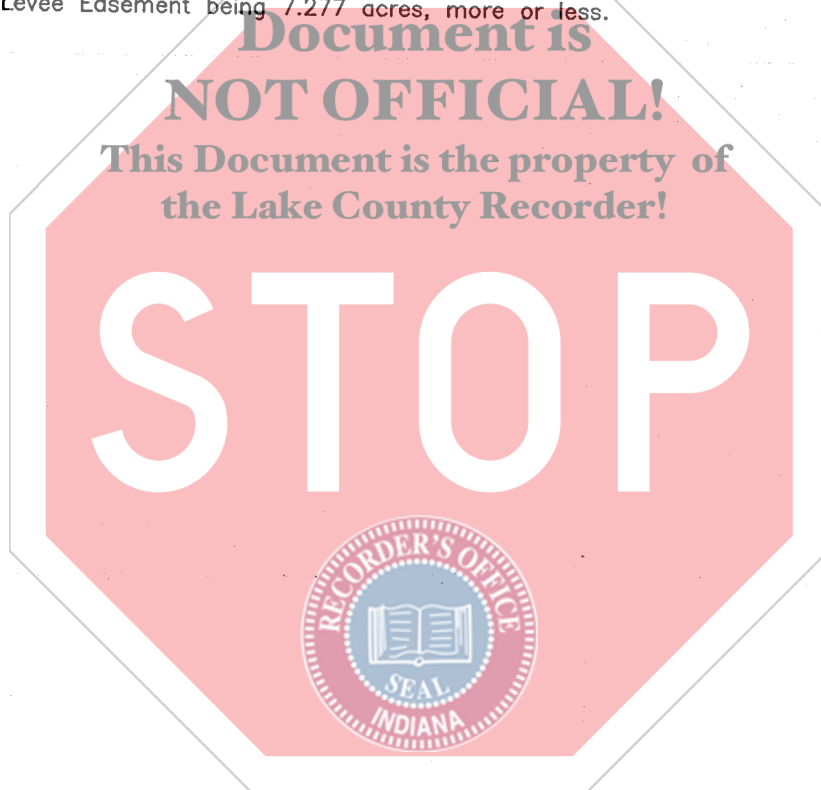 Levee Easement being 7.277 acres, more or less.
Document is
NOT OFFICIAL!
This Document is the property of
the Lake County Recorder!
STOP
RECORDER'S OFFICE
SEAL
INDIANA